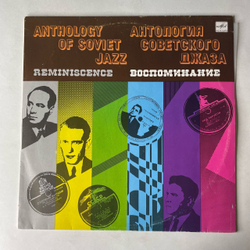 ANTHOLOGY
OF SOVIET
JAZZ
АНТОЛОГИЯ
СОВЕТСКОГО
ДЖАЗА
REMINISCENCE
ВОСПОМИНАНИЕ